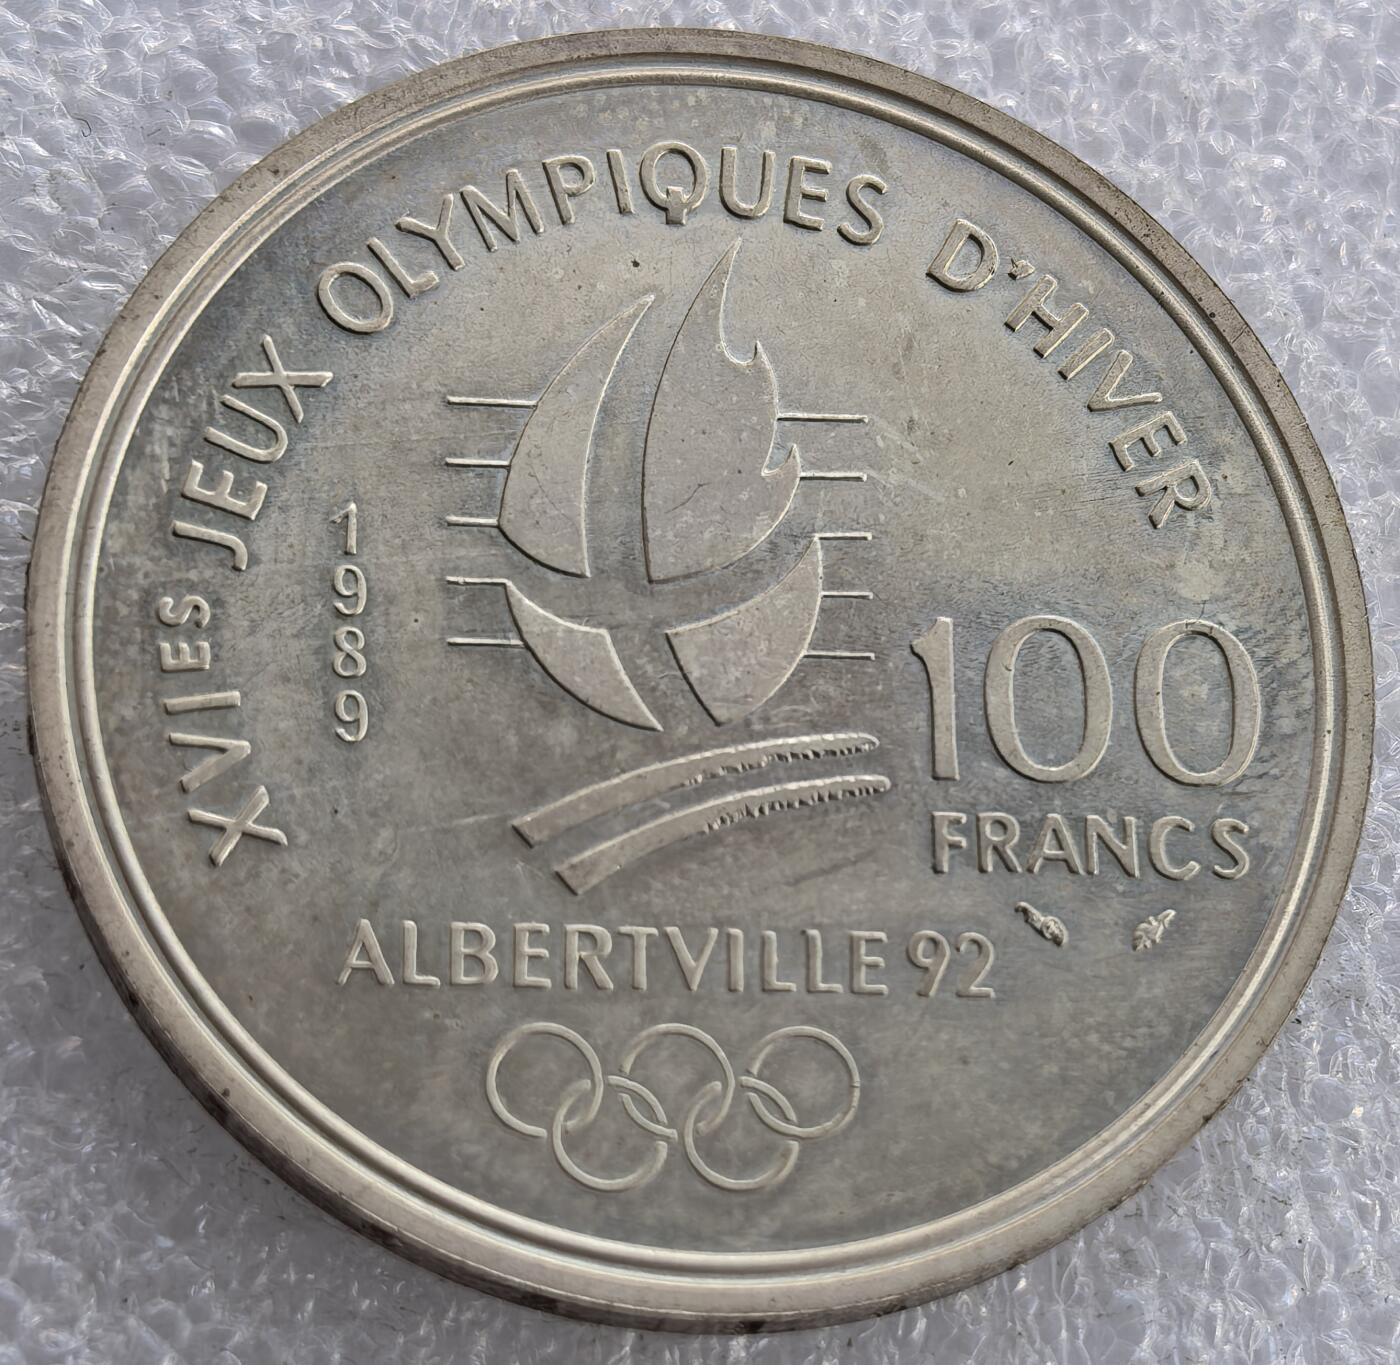 XVIES JEUX OLYMPIQUES D'HIVER
1989
100
FRANCS
ALBERTVILLE 92